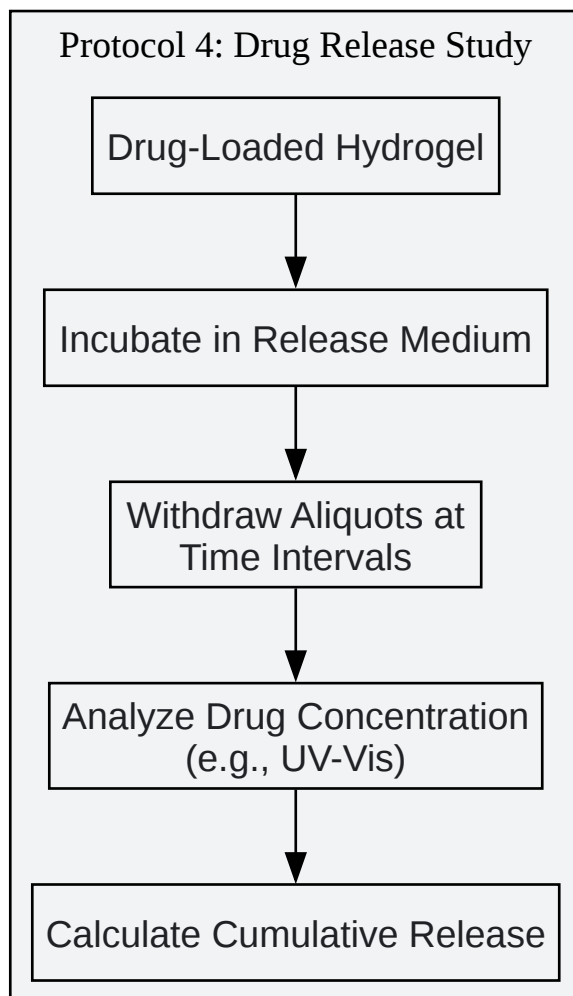 Protocol 4: Drug Release Study
Drug-Loaded Hydrogel
Incubate in Release Medium
Withdraw Aliquots at
Time Intervals
Analyze Drug Concentration
(e.g., UV-Vis)
Calculate Cumulative Release